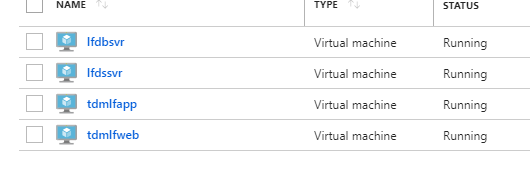 NAME TYPE STATUS
lfdbsvr Virtual machine Running
lfdssvr Virtual machine Running
tdmlfapp Virtual machine Running
tdmlfweb Virtual machine Running